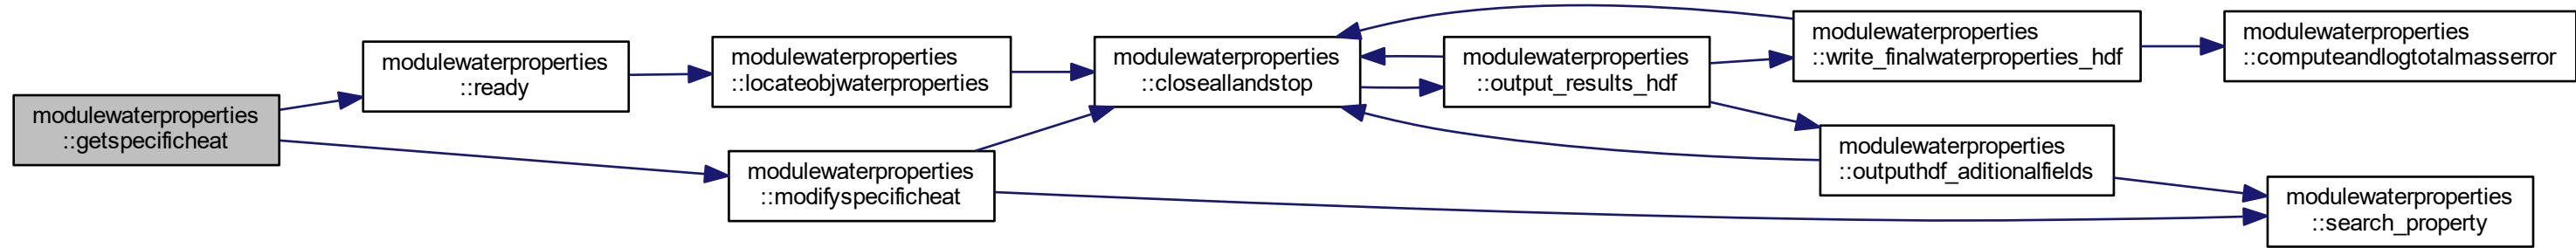 modulewaterproperties
::getspecificheat
modulewaterproperties
::ready
modulewaterproperties
::locateobjwaterproperties
modulewaterproperties
::modifyspecificheat
modulewaterproperties
::closeallandstop
modulewaterproperties
::output_results_hdf
modulewaterproperties
::write_finalwaterproperties_hdf
modulewaterproperties
::outputhdf_aditionalfields
modulewaterproperties
::computeandlogtotalmasserror
modulewaterproperties
::search_property